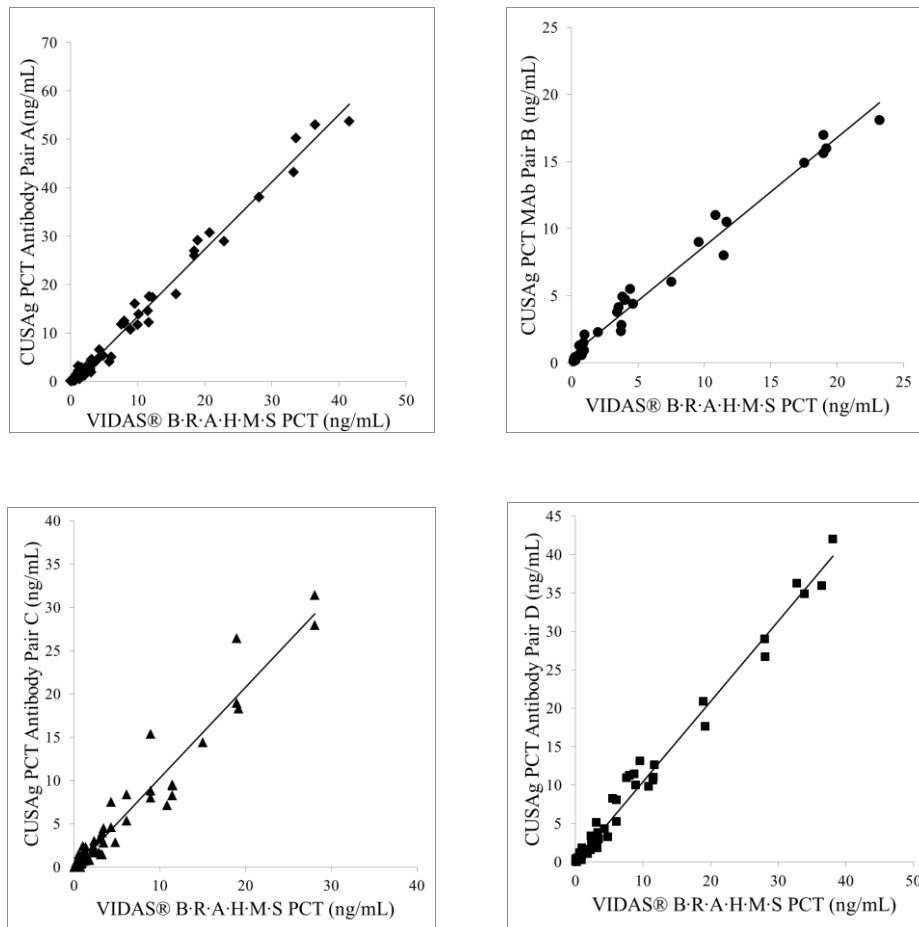 CUSAg PCT Antibody Pair A(ng/mL)
70
60
50
40
30
20
10
0
0 10 20 30 40 50
VIDAS® B·R·A·H·M·S PCT (ng/mL)
CUSAg PCT MAb Pair B (ng/mL)
25
20
15
10
5
0
0 5 10 15 20 25
VIDAS® B·R·A·H·M·S PCT (ng/mL)
CUSAg PCT Antibody Pair C (ng/mL)
40
35
30
25
20
15
10
5
0
0 10 20 30 40
VIDAS® B·R·A·H·M·S PCT (ng/mL)
CUSAg PCT Antibody Pair D (ng/mL)
45
40
35
30
25
20
15
10
5
0
0 10 20 30 40 50
VIDAS® B·R·A·H·M·S PCT (ng/mL)